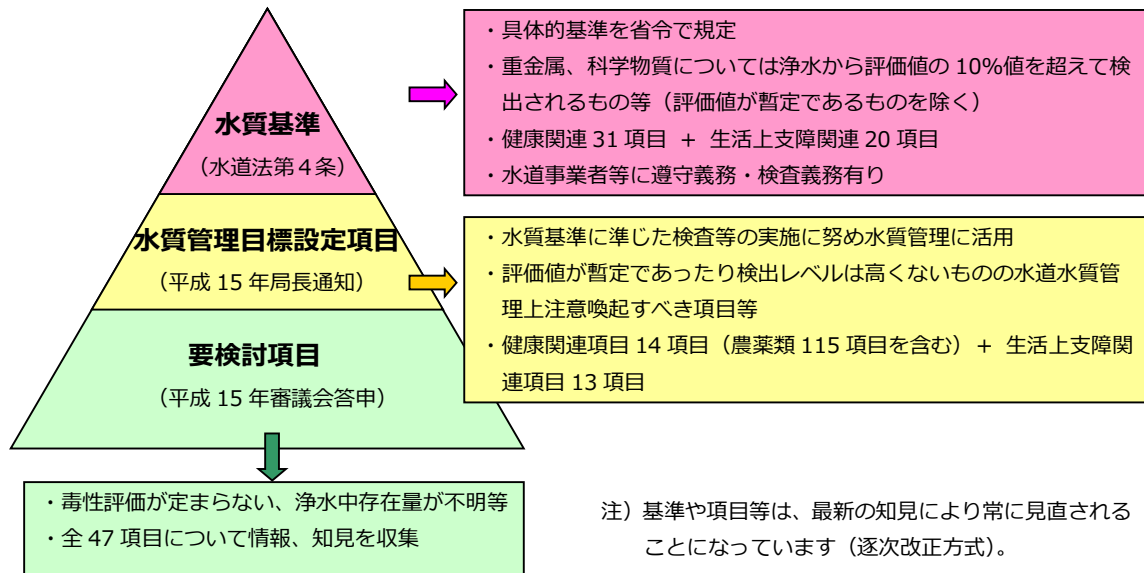 水質基準
（水道法第４条）
・具体的基準を省令で規定
・重金属、科学物質については浄水から評価値の 10%値を超えて検
出されるもの等（評価値が暫定であるものを除く）
・健康関連 31 項目 + 生活上支障関連 20 項目
・水道事業者等に遵守義務・検査義務有り
水質管理目標設定項目
（平成 15 年局長通知）
・水質基準に準じた検査等の実施に努め水質管理に活用
・評価値が暫定であったり検出レベルは高くないものの水道水質管
理上注意喚起すべき項目等
・健康関連項目 14 項目（農薬類 115 項目を含む）+ 生活上支障関
連項目 13 項目
要検討項目
（平成 15 年審議会答申）
・毒性評価が定まらない、浄水中存在量が不明等
・全 47 項目について情報、知見を収集
注）基準や項目等は、最新の知見により常に見直される
ことになっています（逐次改正方式）。